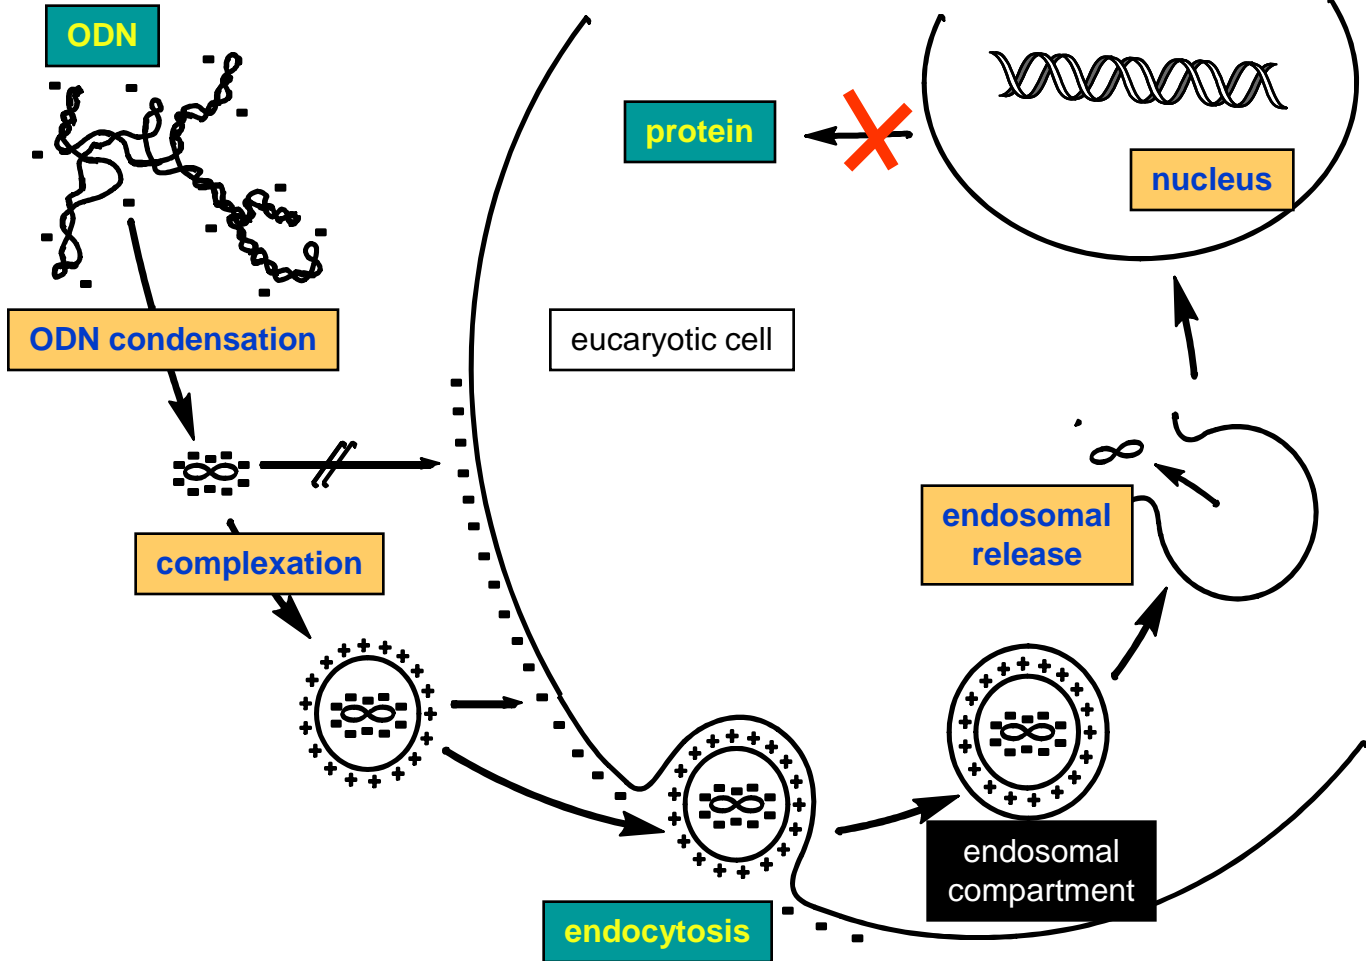 ODN
protein
nucleus
ODN condensation
eucaryotic cell
complexation
endosomal
release
endosomal
compartment
endocytosis